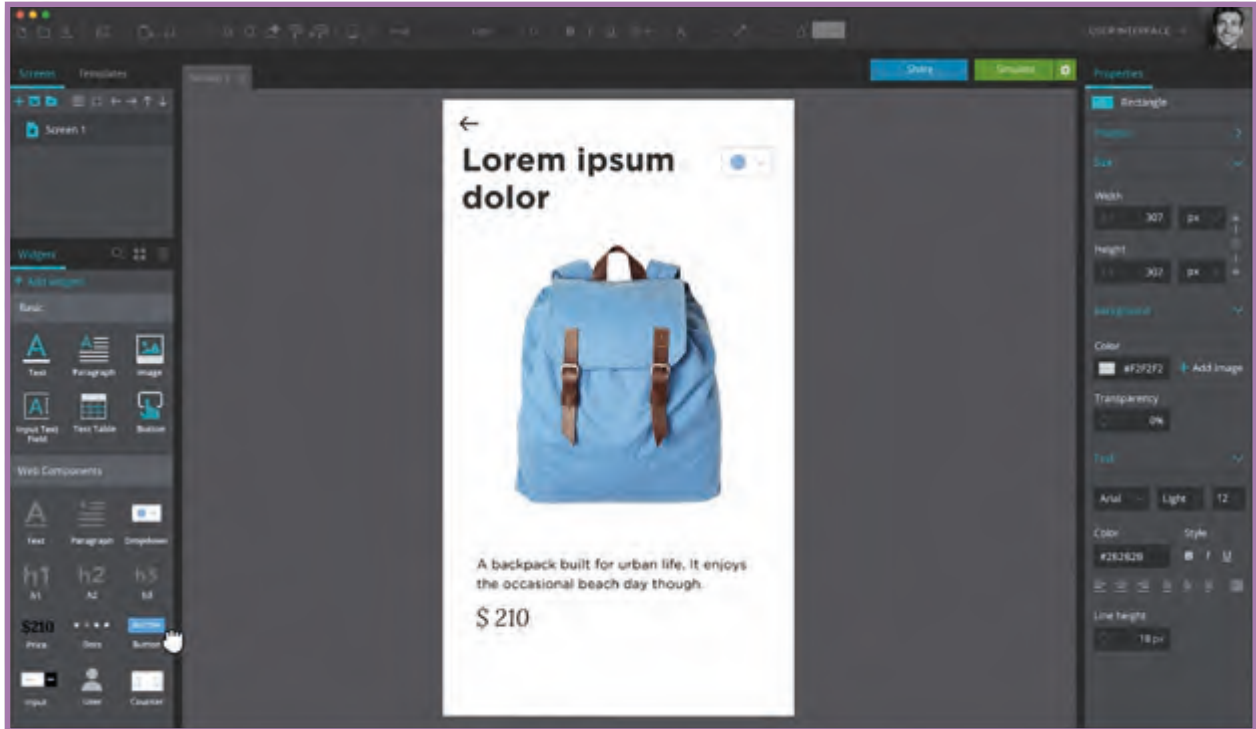 USER INTERFACE
Screens Templates
Share
Simulate
Properties
Screen 1
Rectangle
Position
Size
Width
307 px
Height
307 px
Background
Color
#F2F2F2 + Add image
Transparency
0%
Text
Arial Light 12
Color Style
#282828 B I U
Line height
18 px
Widgets
+ Add widgets
Basic
Text Paragraph Image
Input Text Field Text Table Button
Web Components
Text Paragraph Dropdown
h1 h2 h3
h1 h2 h3
$210
Price Dots Button
Input User Counter
Lorem ipsum
dolor
A backpack built for urban life. It enjoys
the occasional beach day though.
$ 210